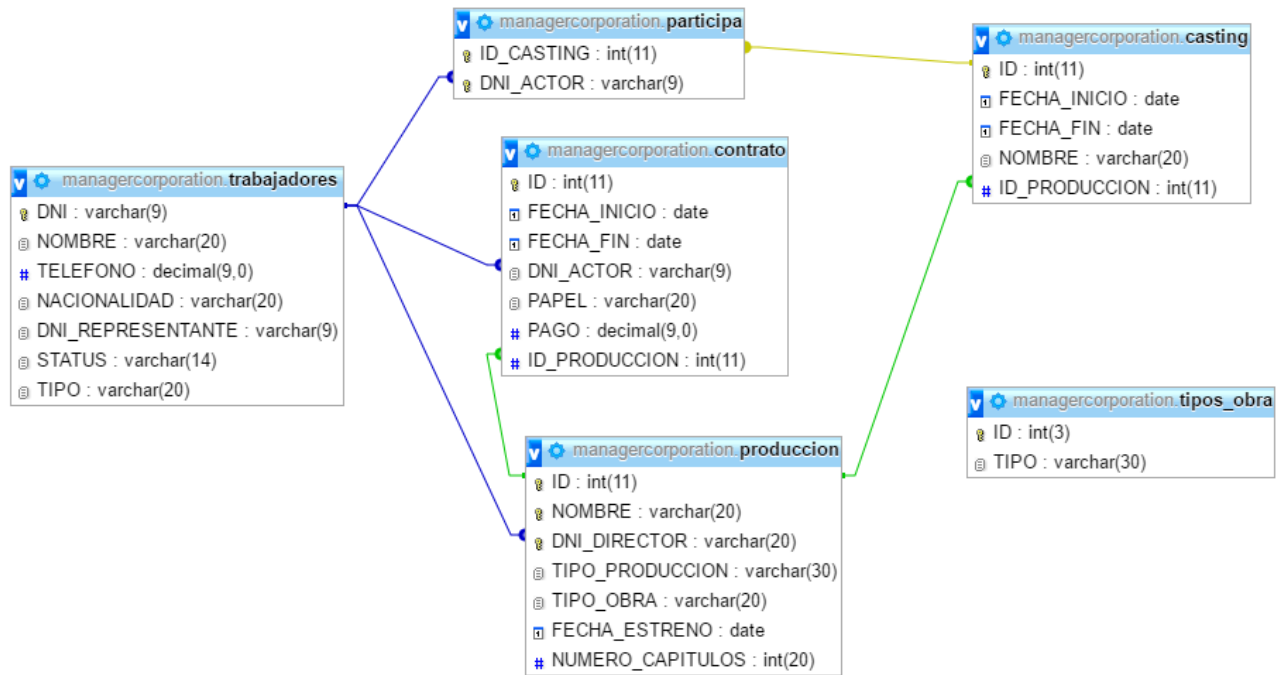 managercorporation.participa
ID_CASTING : int(11)
DNI_ACTOR : varchar(9)
managercorporation.casting
ID : int(11)
FECHA_INICIO : date
FECHA_FIN : date
NOMBRE : varchar(20)
ID_PRODUCCION : int(11)
managercorporation.contrato
ID : int(11)
FECHA_INICIO : date
FECHA_FIN : date
DNI_ACTOR : varchar(9)
PAPEL : varchar(20)
PAGO : decimal(9,0)
ID_PRODUCCION : int(11)
managercorporation.trabajadores
DNI : varchar(9)
NOMBRE : varchar(20)
TELEFONO : decimal(9,0)
NACIONALIDAD : varchar(20)
DNI_REPRESENTANTE : varchar(9)
STATUS : varchar(14)
TIPO : varchar(20)
managercorporation.tipos_obra
ID : int(3)
TIPO : varchar(30)
managercorporation.produccion
ID : int(11)
NOMBRE : varchar(20)
DNI_DIRECTOR : varchar(20)
TIPO_PRODUCCION : varchar(30)
TIPO_OBRA : varchar(20)
FECHA_ESTRENO : date
NUMERO_CAPITULOS : int(20)